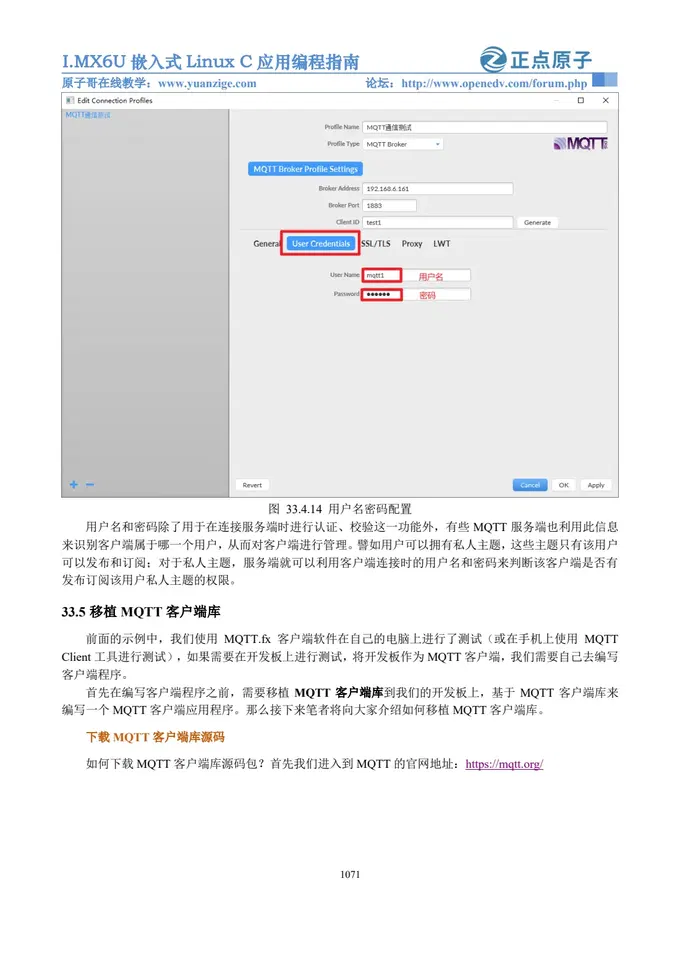 I.MX6U 嵌入式 Linux C 应用编程指南
正点原子
原子哥在线教学：www.yuanzige.com
论坛：http://www.openedv.com/forum.php
Edit Connection Profiles
MQTT通信测试
Profile Name MQTT通信测试
Profile Type MQTT Broker
MQTT
MQTT Broker Profile Settings
Broker Address 192.168.6.161
Broker Port 1883
Client ID test1 Generate
General User Credentials SSL/TLS Proxy LWT
User Name mqtt1 用户名
Password ●●●●●● 密码
Revert Cancel OK Apply
图 33.4.14 用户名密码配置
用户名和密码除了用于在连接服务端时进行认证、校验这一功能外，有些 MQTT 服务端也利用此信息
来识别客户端属于哪一个用户，从而对客户端进行管理。譬如用户可以拥有私人主题，这些主题只有该用户
可以发布和订阅；对于私人主题，服务端就可以利用客户端连接时的用户名和密码来判断该客户端是否有
发布订阅该用户私人主题的权限。
33.5 移植 MQTT 客户端库
前面的示例中，我们使用 MQTT.fx 客户端软件在自己的电脑上进行了测试（或在手机上使用 MQTT
Client 工具进行测试），如果需要在开发板上进行测试，将开发板作为 MQTT 客户端，我们需要自己去编写
客户端程序。
首先在编写客户端程序之前，需要移植 MQTT 客户端库到我们的开发板上，基于 MQTT 客户端库来
编写一个 MQTT 客户端应用程序。那么接下来笔者将向大家介绍如何移植 MQTT 客户端库。
下载 MQTT 客户端库源码
如何下载 MQTT 客户端库源码包？首先我们进入到 MQTT 的官网地址：https://mqtt.org/
1071